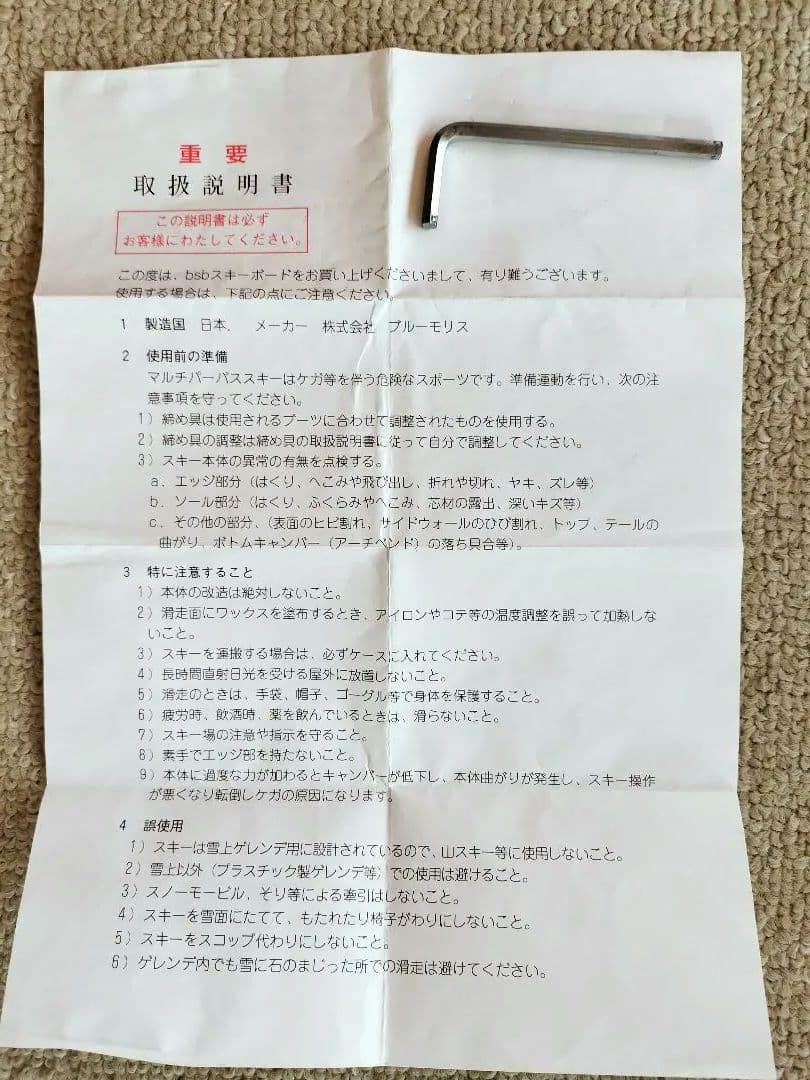 重要
取扱説明書
この説明書は必ず
お客様にわたしてください。
この度は、bsbスキーボードをお買い上げくださいまして、有り難うございます。
使用する場合は、下記の点にご注意ください。
1 製造国 日本. メーカー 株式会社 ブルーモリス
2 使用前の準備
マルチパーパススキーはケガ等を伴う危険なスポーツです。準備運動を行い、次の注
意事項を守ってください。
1）締め具は使用されるブーツに合わせて調整されたものを使用する。
2）締め具の調整は締め具の取扱説明書に従って自分で調整してください。
3）スキー本体の異常の有無を点検する。
a．エッジ部分（はくり、へこみや飛び出し、折れや切れ、ヤキ、ズレ等）
b．ソール部分（はくり、ふくらみやへこみ、芯材の露出、深いキズ等）
c．その他の部分、（表面のヒビ割れ、サイドウォールのひび割れ、トップ、テールの
曲がり、ボトムキャンバー（アーチベンド）の落ち具合等）。
3 特に注意すること
1）本体の改造は絶対しないこと。
2）滑走面にワックスを塗布するとき、アイロンやコテ等の温度調整を誤って加熱しな
いこと。
3）スキーを運搬する場合は、必ずケースに入れてください。
4）長時間直射日光を受ける屋外に放置しないこと。
5）滑走のときは、手袋、帽子、ゴーグル等で身体を保護すること。
6）疲労時、飲酒時、薬を飲んでいるときは、滑らないこと。
7）スキー場の注意や指示を守ること。
8）素手でエッジ部を持たないこと。
9）本体に過度な力が加わるとキャンバーが低下し、本体曲がりが発生し、スキー操作
が悪くなり転倒しケガの原因になります。
4 誤使用
1）スキーは雪上ゲレンデ用に設計されているので、山スキー等に使用しないこと。
2）雪上以外（プラスチック製ゲレンデ等）での使用は避けること。
3）スノーモービル、そり等による牽引はしないこと。
4）スキーを雪面にたてて、もたれたり椅子がわりにしないこと。
5）スキーをスコップ代わりにしないこと。
6）ゲレンデ内でも雪に石のまじった所での滑走は避けてください。